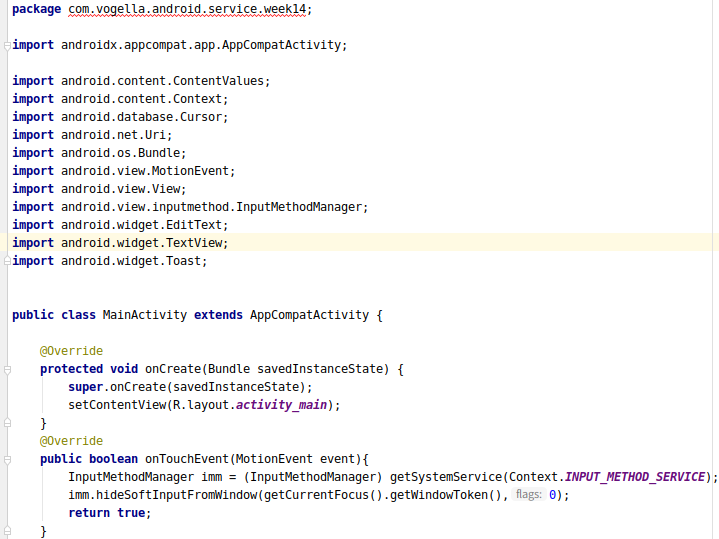 package com.vogella.android.service.week14;
import androidx.appcompat.app.AppCompatActivity;
import android.content.ContentValues;
import android.content.Context;
import android.database.Cursor;
import android.net.Uri;
import android.os.Bundle;
import android.view.MotionEvent;
import android.view.View;
import android.view.inputmethod.InputMethodManager;
import android.widget.EditText;
import android.widget.TextView;
import android.widget.Toast;
public class MainActivity extends AppCompatActivity {
@Override
protected void onCreate(Bundle savedInstanceState) {
super.onCreate(savedInstanceState);
setContentView(R.layout.activity_main);
}
@Override
public boolean onTouchEvent(MotionEvent event){
InputMethodManager imm = (InputMethodManager) getSystemService(Context.INPUT_METHOD_SERVICE);
imm.hideSoftInputFromWindow(getCurrentFocus().getWindowToken(), flags: 0);
return true;
}